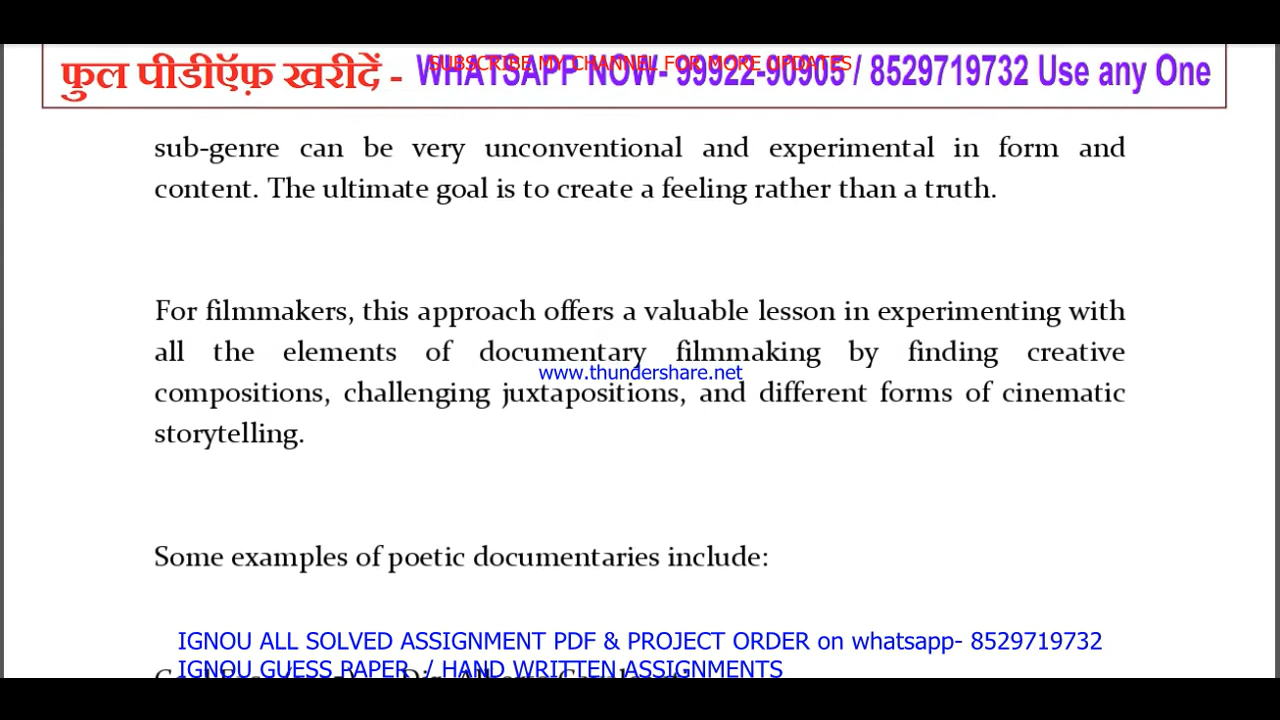 फुल पीडीऍफ़ खरीदें - WHATSAPP NOW- 99922-90905 / 8529719732 Use any One
SUBSCRIBE MY CHANNEL FOR MORE UPDATES
sub-genre can be very unconventional and experimental in form and
content. The ultimate goal is to create a feeling rather than a truth.
For filmmakers, this approach offers a valuable lesson in experimenting with
all the elements of documentary filmmaking by finding creative
www.thundershare.net
compositions, challenging juxtapositions, and different forms of cinematic
storytelling.
Some examples of poetic documentaries include:
IGNOU ALL SOLVED ASSIGNMENT PDF & PROJECT ORDER on whatsapp- 8529719732
IGNOU GUESS PAPER / HAND WRITTEN ASSIGNMENTS